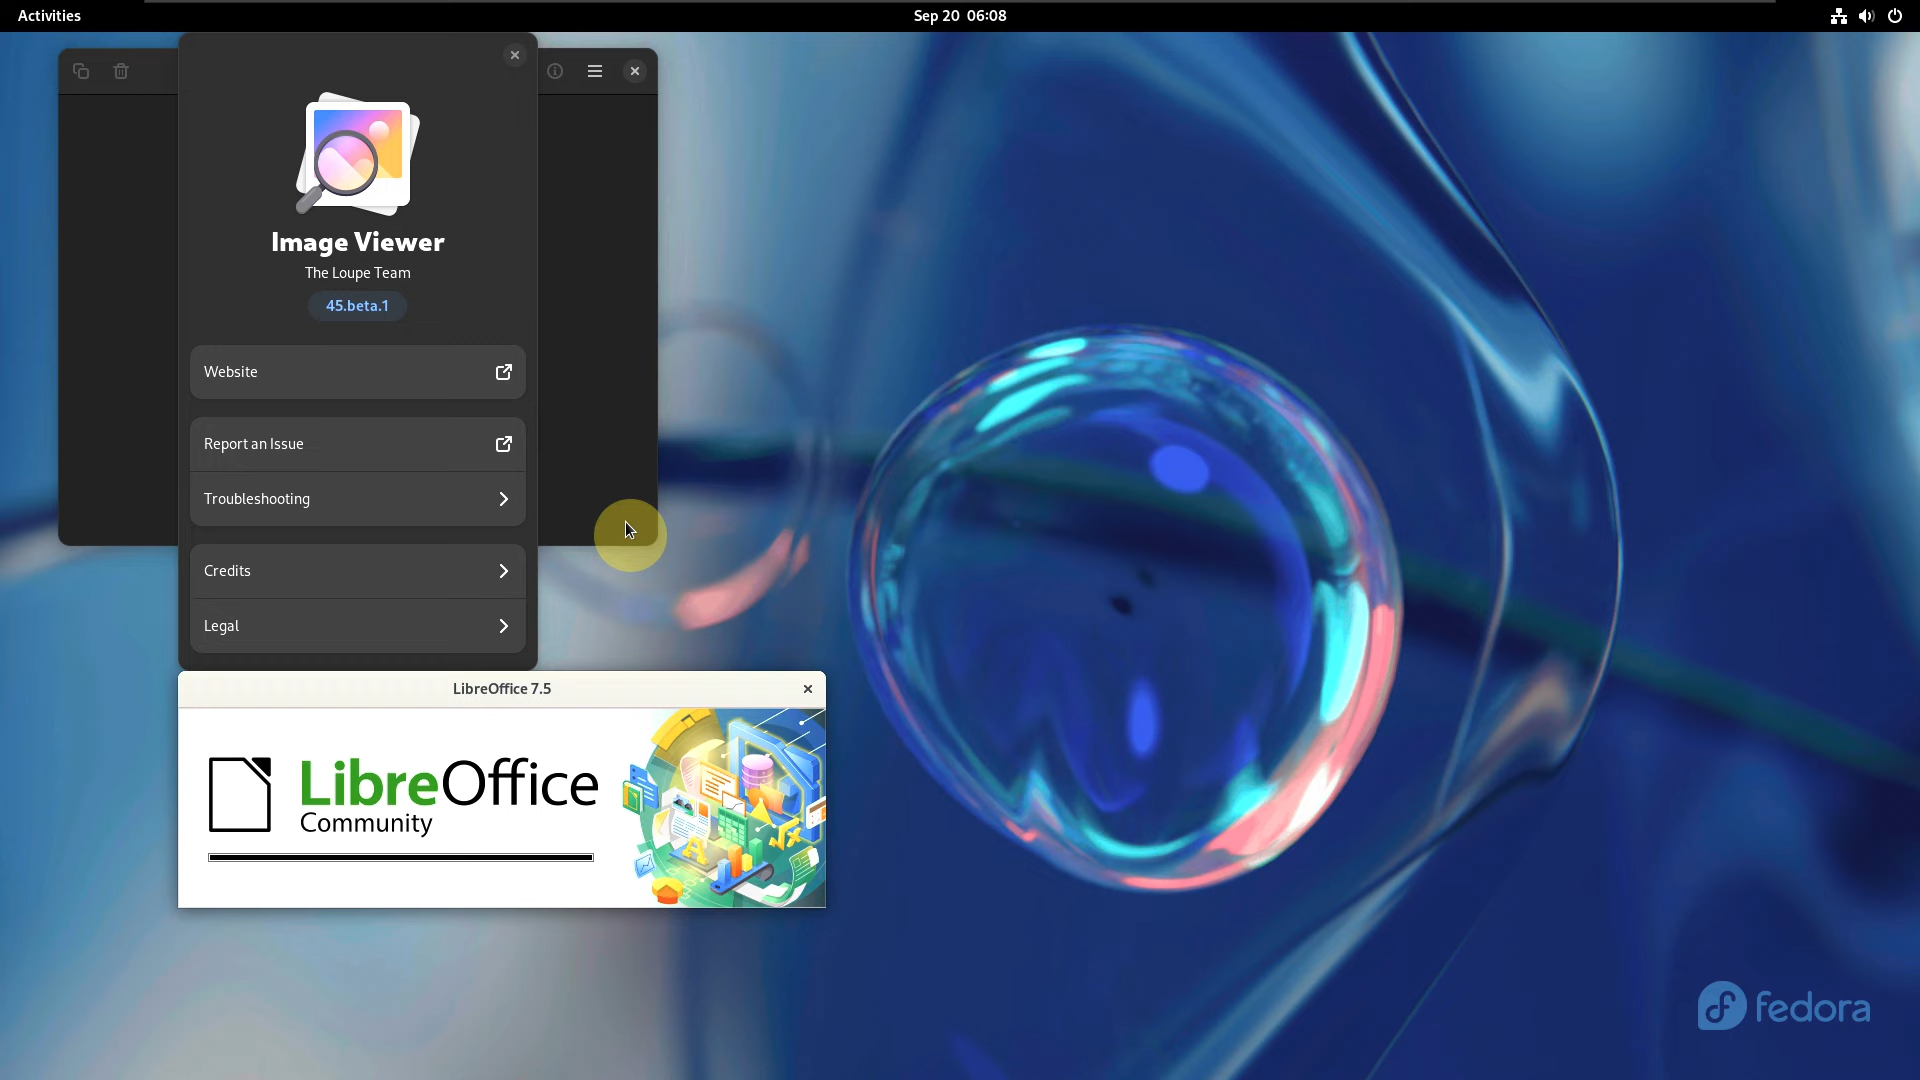 Activities
Sep 20 06:08
Image Viewer
The Loupe Team
45.beta.1
Website
Report an Issue
Troubleshooting
Credits
Legal
LibreOffice 7.5
LibreOffice
Community
fedora